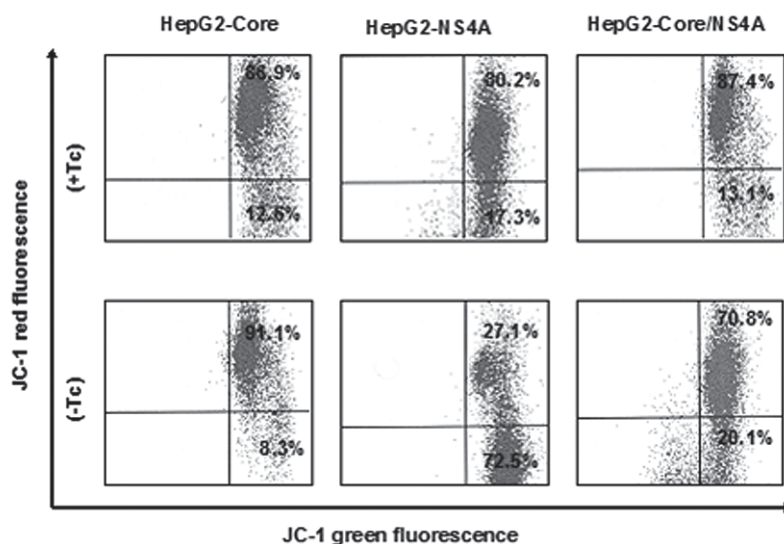 HepG2-Core
HepG2-NS4A
HepG2-Core/NS4A
JC-1 red fluorescence
(+Tc)
86.9%
80.2%
87.4%
12.6%
17.3%
13.1%
(-Tc)
91.1%
27.1%
70.8%
8.3%
72.5%
20.1%
JC-1 green fluorescence